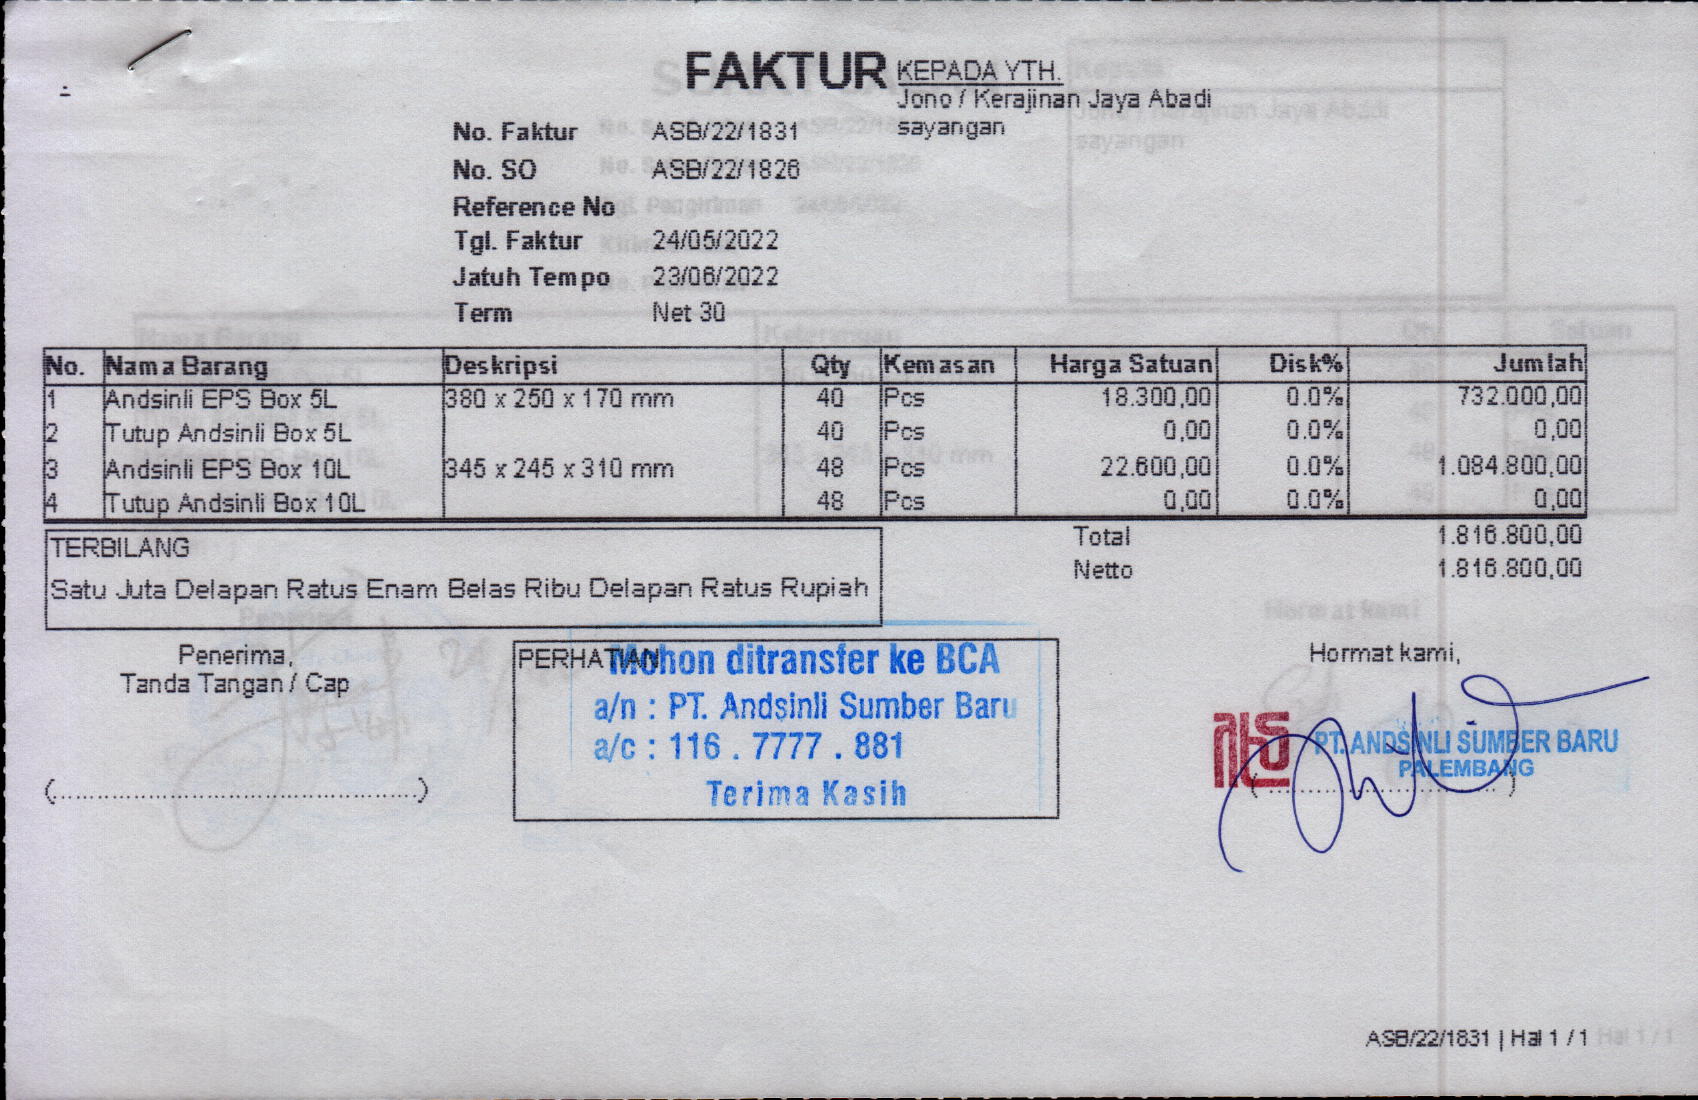 FAKTUR
KEPADA YTH.
Jono / Kerajinan Jaya Abadi
sayangan
No. Faktur ASB/22/1831
No. SO ASB/22/1826
Reference No
Tgl. Faktur 24/05/2022
Jatuh Tempo 23/06/2022
Term Net 30
No. Nama Barang Deskripsi Qty Kemasan Harga Satuan Disk% Jumlah
1 Andsinli EPS Box 5L 380 x 250 x 170 mm 40 Pcs 18.300,00 0.0% 732.000,00
2 Tutup Andsinli Box 5L 40 Pcs 0,00 0.0% 0,00
3 Andsinli EPS Box 10L 345 x 245 x 310 mm 48 Pcs 22.600,00 0.0% 1.084.800,00
4 Tutup Andsinli Box 10L 48 Pcs 0,00 0.0% 0,00
Total 1.816.800,00
Netto 1.816.800,00
TERBILANG
Satu Juta Delapan Ratus Enam Belas Ribu Delapan Ratus Rupiah
Penerima,
Tanda Tangan / Cap
(................................................)
PERHATIAN
Mohon ditransfer ke BCA
a/n : PT. Andsinli Sumber Baru
a/c : 116 . 7777 . 881
Terima Kasih
Hormat kami,
PT. ANDSINLI SUMBER BARU
PALEMBANG
ASB/22/1831 | Hal 1 / 1